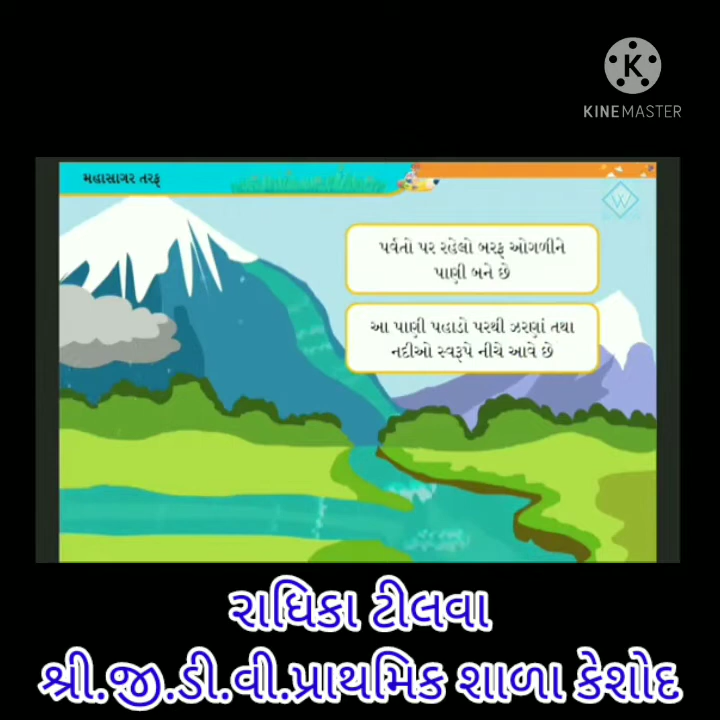 KINEMASTER
મહાસાગર તરફ
પર્વતો પર રહેલો બરફ ઓગળીને
પાણી બને છે
આ પાણી પહાડો પરથી ઝરણાં તથા
નદીઓ સ્વરૂપે નીચે આવે છે
રાધિકા ટીલવા
શ્રી.જી.ડી.વી.પ્રાથમિક શાળા કેશોદ